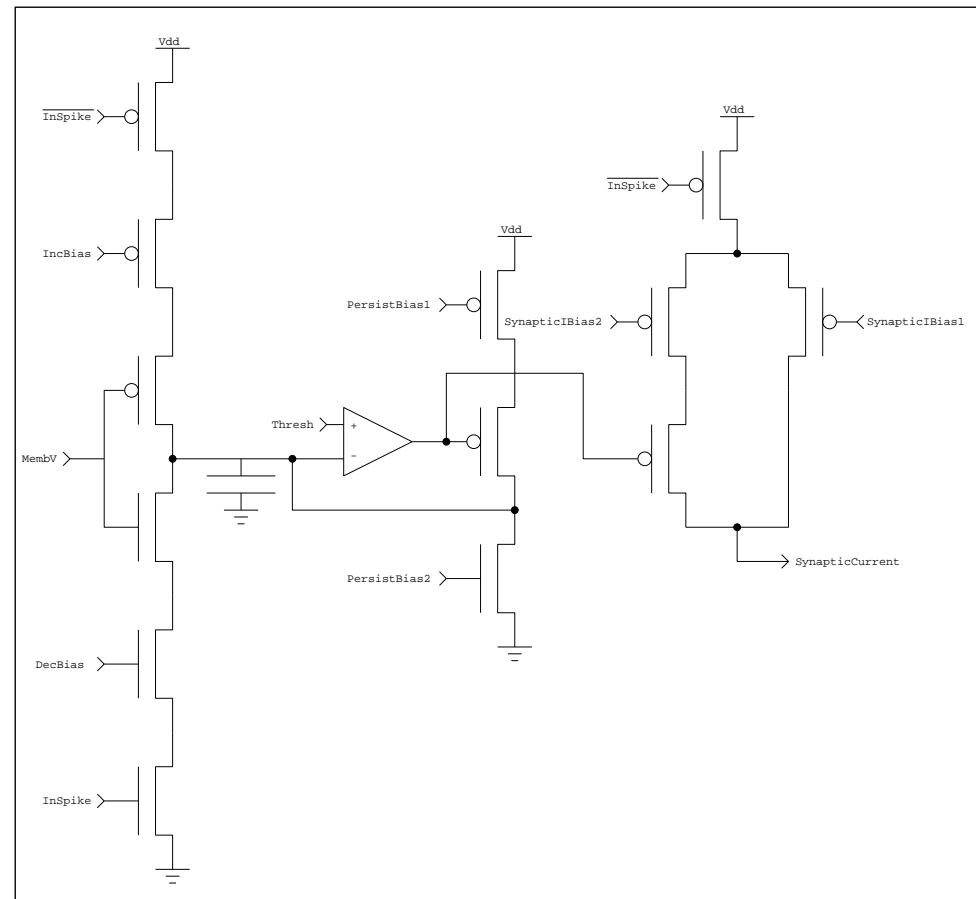 Vdd
InSpike
Vdd
InSpike
Vdd
IncBias
PersistBias1
SynapticIBias2
SynapticIBias1
Thresh
+
-
MembV
SynapticCurrent
PersistBias2
DecBias
InSpike